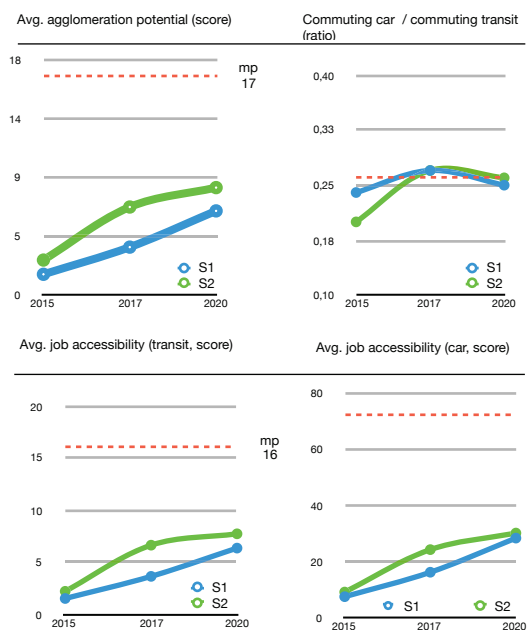 Avg. agglomeration potential (score)
18
14
9
5
0
mp
17
S1
S2
2015
2017
2020
Commuting car / commuting transit
(ratio)
0,40
0,33
0,25
0,18
0,10
S1
S2
2015
2017
2020
Avg. job accessibility (transit, score)
20
15
10
5
0
mp
16
S1
S2
2015
2017
2020
Avg. job accessibility (car, score)
80
60
40
20
0
S1
S2
2015
2017
2020